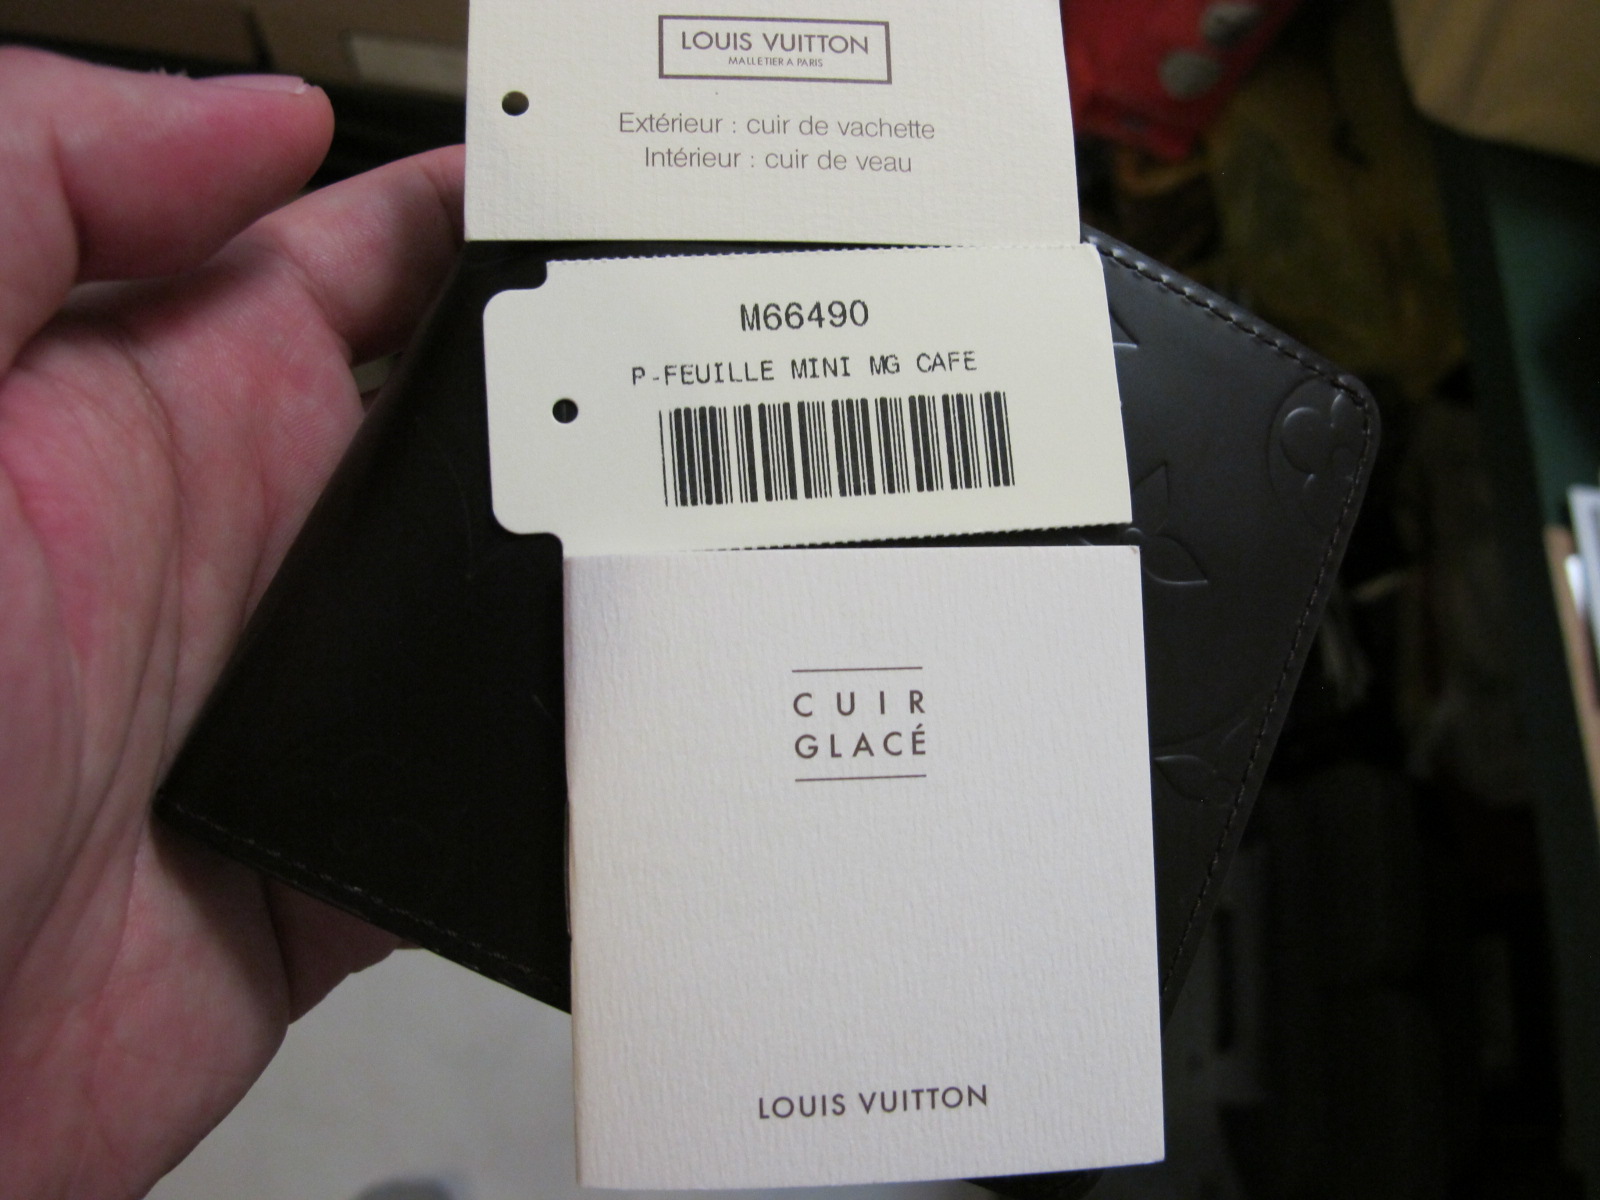 LOUIS VUITTON
MALLETIER A PARIS
Extérieur : cuir de vachette
Intérieur : cuir de veau
M66490
P-FEUILLE MINI MG CAFE
CUIR
GLACÉ
LOUIS VUITTON